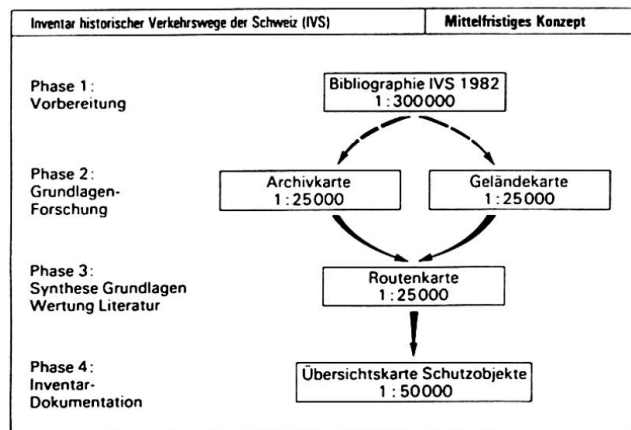 Inventar historischer Verkehrswege der Schweiz (IVS)
Mittelfristiges Konzept
Phase 1:
Vorbereitung
Bibliographie IVS 1982
1:300000
Phase 2:
Grundlagen-
Forschung
Archivkarte
1:25000
Geländekarte
1:25000
Phase 3:
Synthese Grundlagen
Wertung Literatur
Routenkarte
1:25000
Phase 4:
Inventar-
Dokumentation
Übersichtskarte Schutzobjekte
1:50000